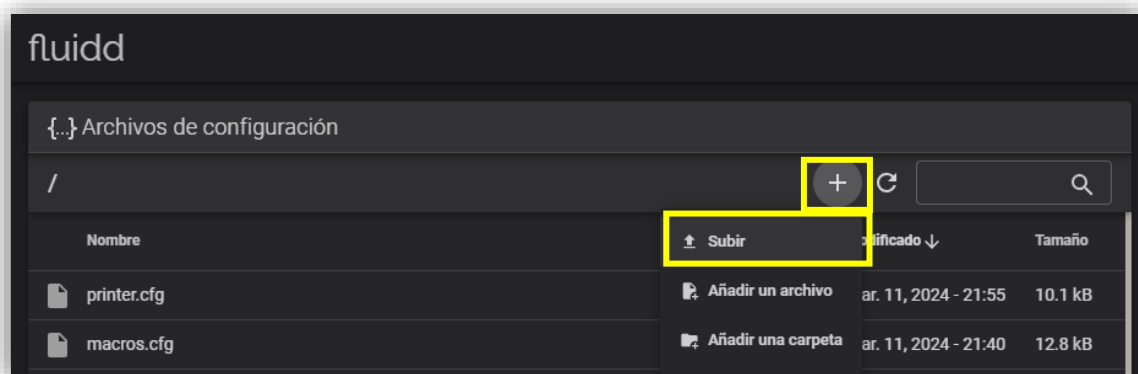 fluidd
{...} Archivos de configuración
/
Nombre
Subir
odificado ↓
Tamaño
printer.cfg
Añadir un archivo
ar. 11, 2024 - 21:55
10.1 kB
macros.cfg
Añadir una carpeta
ar. 11, 2024 - 21:40
12.8 kB